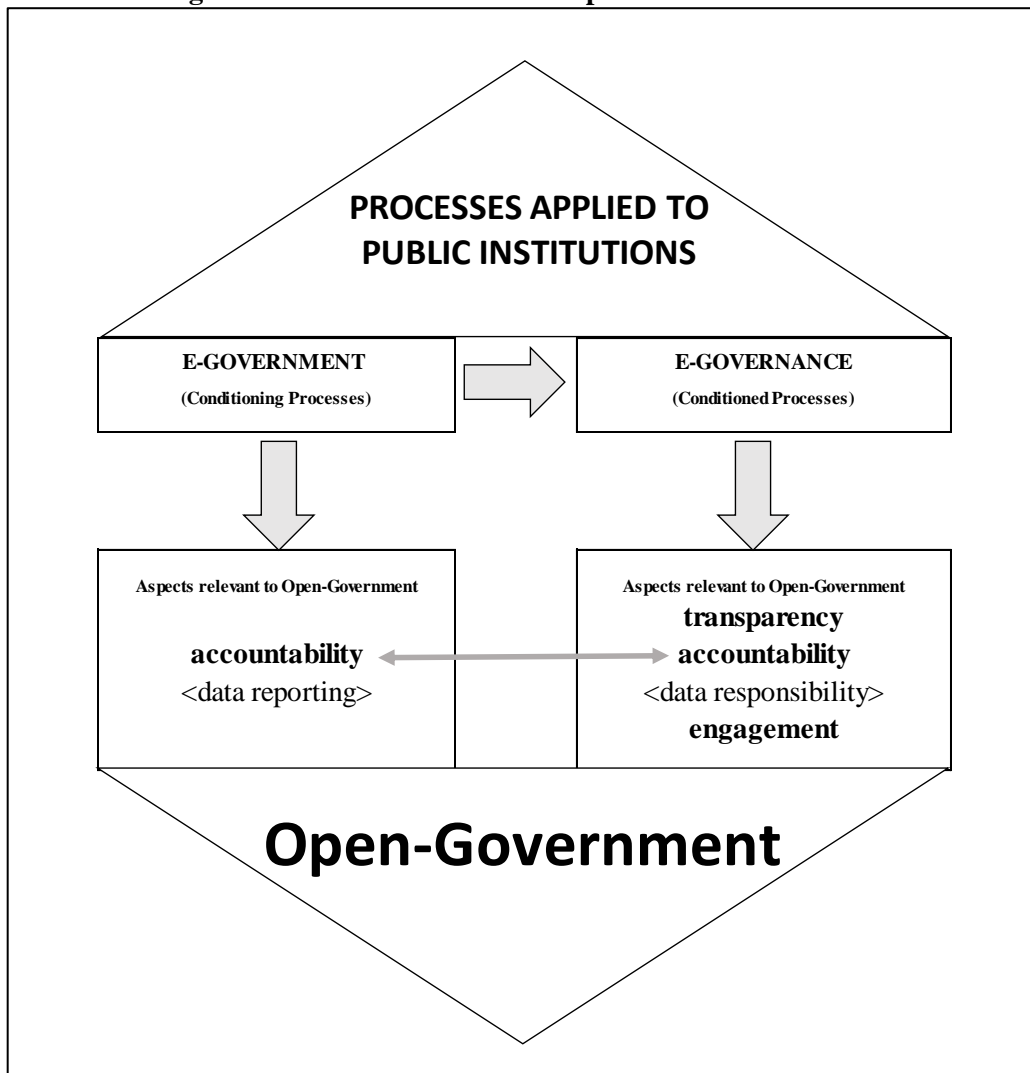 PROCESSES APPLIED TO
PUBLIC INSTITUTIONS
E-GOVERNMENT
(Conditioning Processes)
E-GOVERNANCE
(Conditioned Processes)
Aspects relevant to Open-Government
accountability
<data reporting>
Aspects relevant to Open-Government
transparency
accountability
<data responsibility>
engagement
Open-Government